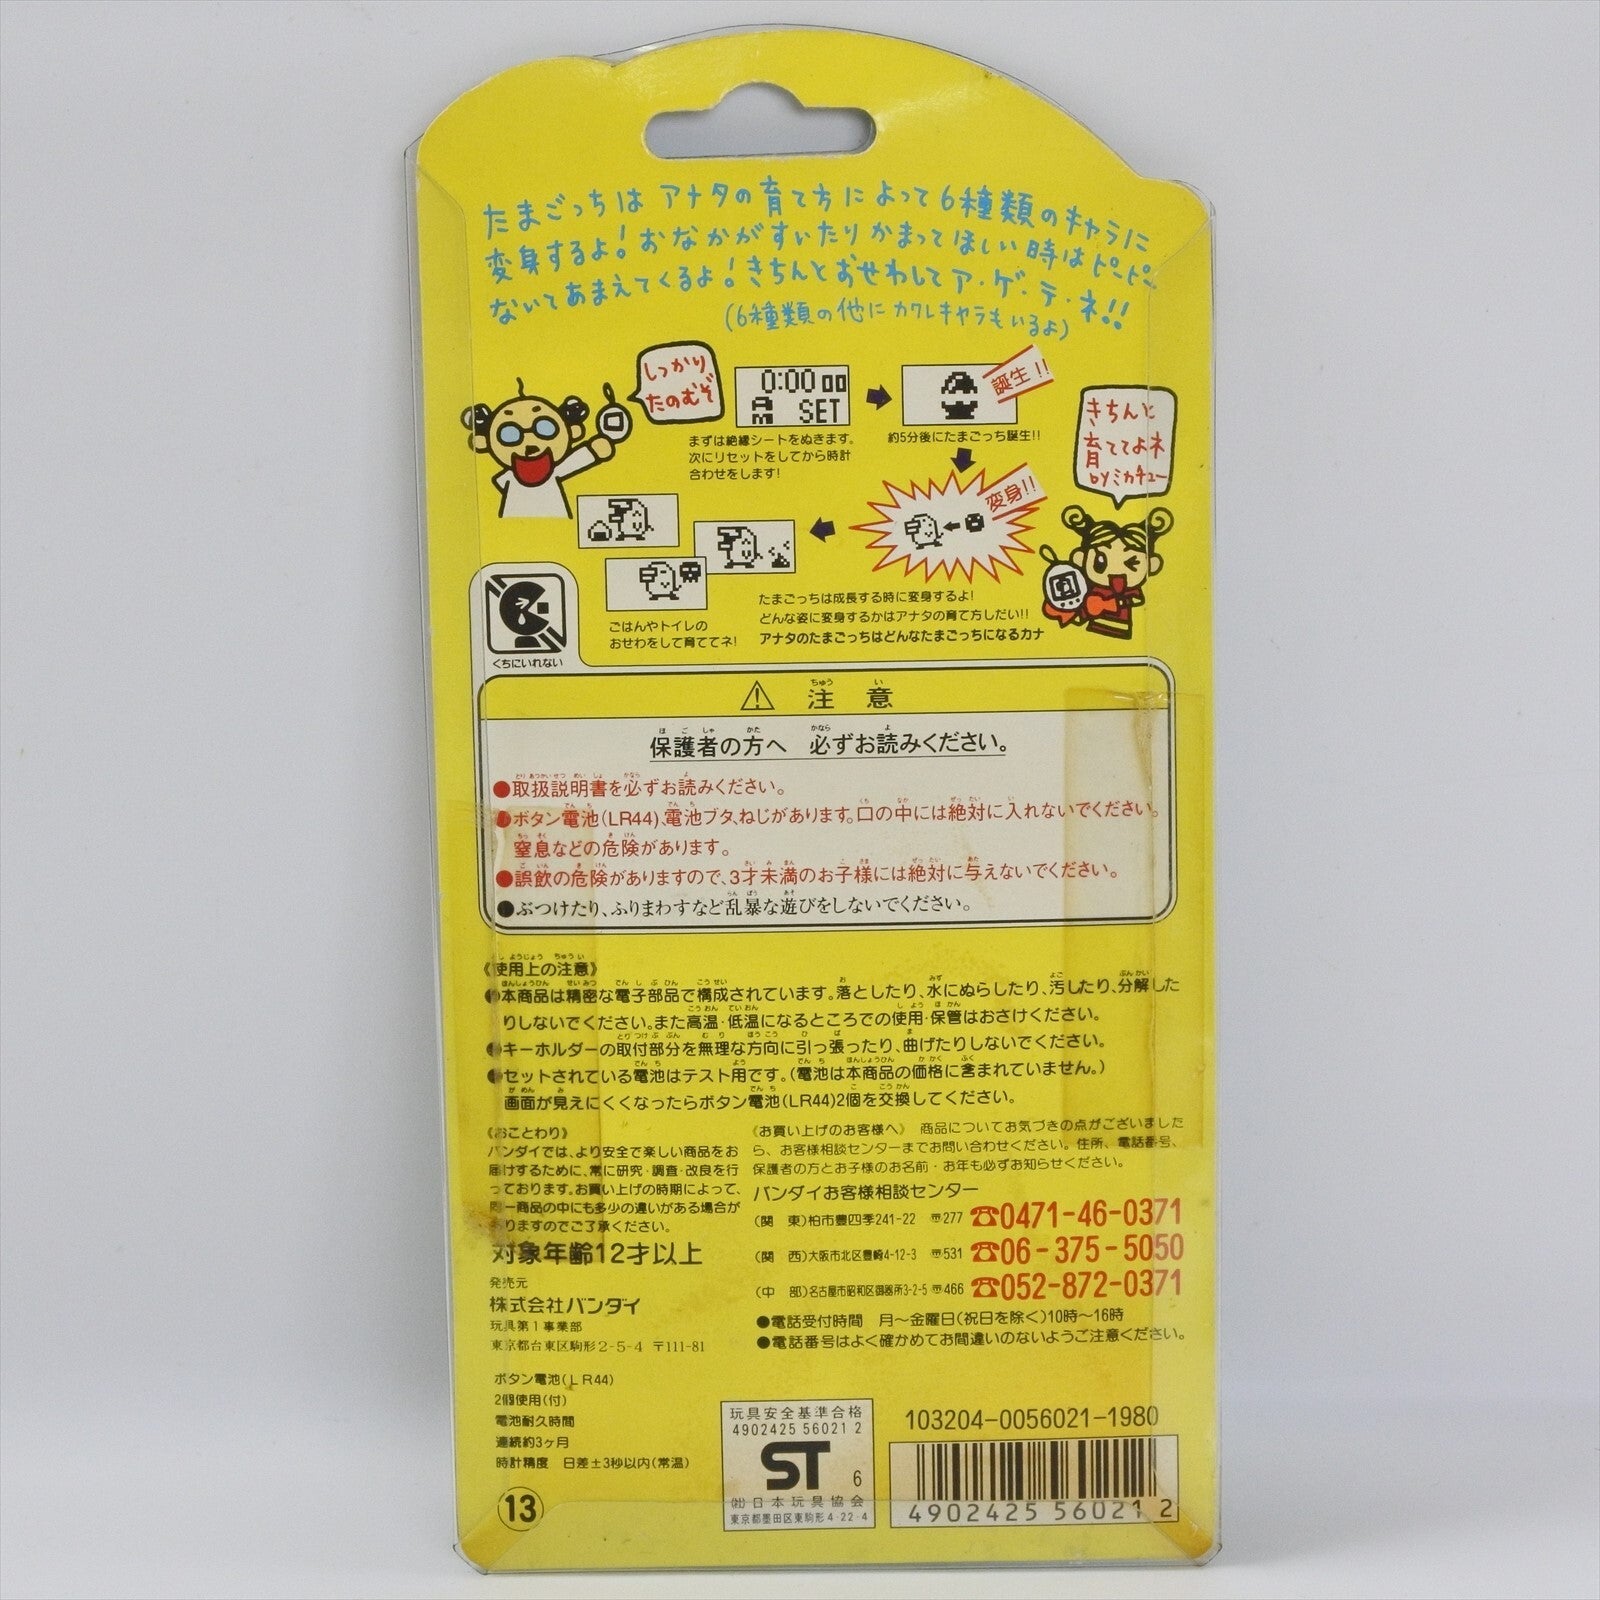 たまごっちは アナタの育て方によって6種類のキャラに
変身するよ！おなかがすいたり かまってほしい時はピーピー
ないてあまえてくるよ！きちんとおせわしてア・ゲ・テ・ネ!!
(6種類の他にカクレキャラもいるよ)
しっかり
たのむぞ
0:00 00
AM SET
まずは絶縁シートをぬきます。
次にリセットをしてから時計
合わせをします!
誕生!!
約5分後にたまごっち誕生!!
きちんと
育ててよネ
byミカチュー
変身!!
たまごっちは成長する時に変身するよ!
どんな姿に変身するかはアナタの育て方しだい!!
アナタのたまごっちはどんなたまごっちになるカナ
ごはんやトイレの
おせわをして育ててネ!
くちにいれない
⚠ 注意
保護者の方へ 必ずお読みください。
●取扱説明書を必ずお読みください。
●ボタン電池(LR44)、電池ブタ、ねじがあります。口の中には絶対に入れないでください。
窒息などの危険があります。
●誤飲の危険がありますので、3才未満のお子様には絶対に与えないでください。
●ぶつけたり、ふりまわすなど乱暴な遊びをしないでください。
《使用上の注意》
●本商品は精密な電子部品で構成されています。落としたり、水にぬらしたり、汚したり、分解した
りしないでください。また高温・低温になるところでの使用・保管はおさけください。
●キーホルダーの取付部分を無理な方向に引っ張ったり、曲げたりしないでください。
●セットされている電池はテスト用です。(電池は本商品の価格に含まれていません。)
画面が見えにくくなったらボタン電池(LR44)2個を交換してください。
《おことわり》
バンダイでは、より安全で楽しい商品をお
届けするために、常に研究・調査・改良を行
っております。お買い上げの時期によって、
同一商品の中にも多少の違いがある場合が
ありますのでご了承ください。
対象年齢12才以上
発売元
株式会社バンダイ
玩具第1事業部
東京都台東区駒形2-5-4 〒111-81
《お買い上げのお客様へ》 商品についてお気づきの点がございました
ら、お客様相談センターまでお問い合わせください。住所、電話番号、
保護者の方とお子様のお名前・お年も必ずお知らせください。
バンダイお客様相談センター
(関 東)柏市豊四季241-22 〒277 ☎0471-46-0371
(関 西)大阪市北区豊崎4-12-3 〒531 ☎06-375-5050
(中 部)名古屋市昭和区御器所3-2-5 〒466 ☎052-872-0371
●電話受付時間 月〜金曜日(祝日を除く)10時〜16時
●電話番号はよく確かめてお間違いのないようご注意ください。
ボタン電池(LR44)
2個使用(付)
電池耐久時間
連続約3ヶ月
時計精度 日差±3秒以内(常温)
13
玩具安全基準合格
4902425 56021 2
ST 6
(社)日本玩具協会
東京都墨田区東駒形4-22-4
103204-0056021-1980
4902425 56021 2